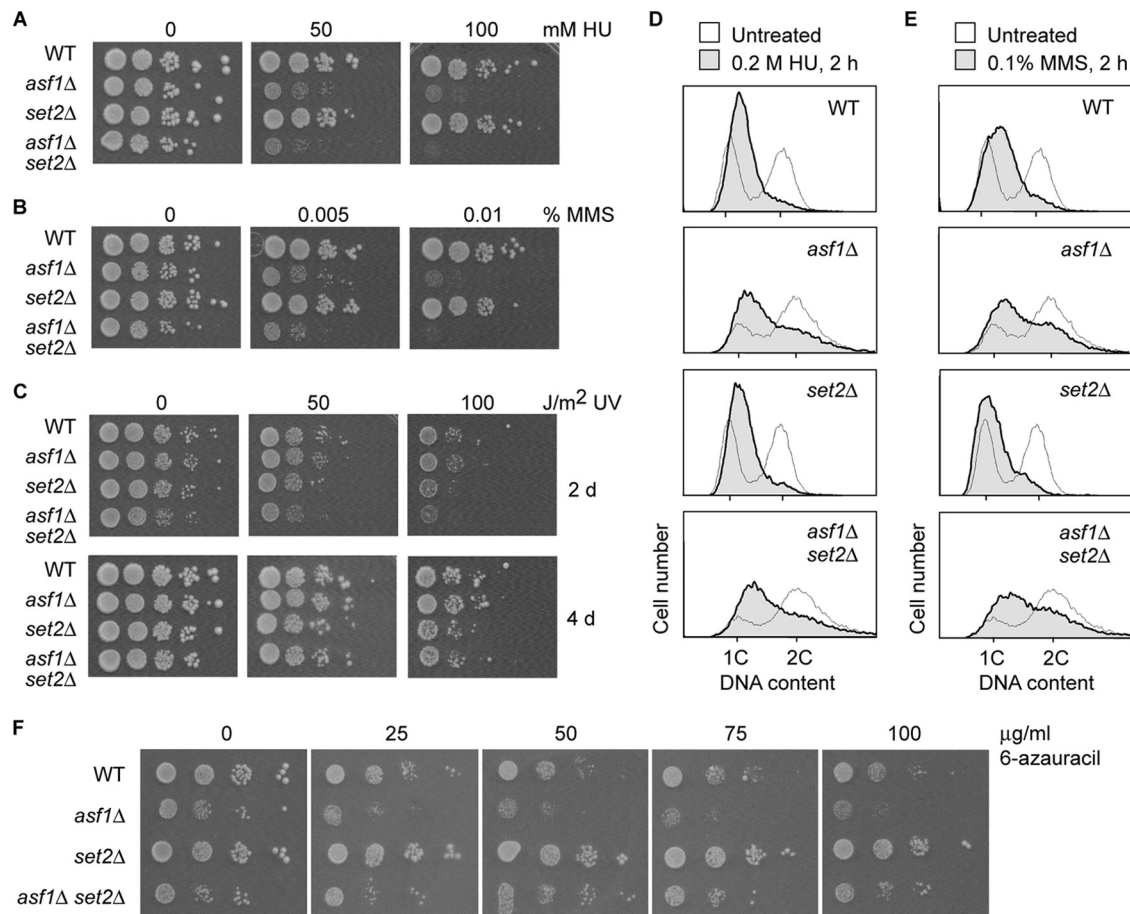 A
0 50 100 mM HU
WT
asf1Δ
set2Δ
asf1Δ
set2Δ
B
0 0.005 0.01 % MMS
WT
asf1Δ
set2Δ
asf1Δ
set2Δ
C
0 50 100 J/m² UV
WT
asf1Δ
set2Δ
asf1Δ
set2Δ
2 d
WT
asf1Δ
set2Δ
asf1Δ
set2Δ
4 d
D
Untreated
0.2 M HU, 2 h
WT
asf1Δ
set2Δ
asf1Δ
set2Δ
Cell number
1C 2C
DNA content
E
Untreated
0.1% MMS, 2 h
WT
asf1Δ
set2Δ
asf1Δ
set2Δ
Cell number
1C 2C
DNA content
F
0 25 50 75 100 μg/ml
6-azauracil
WT
asf1Δ
set2Δ
asf1Δ set2Δ